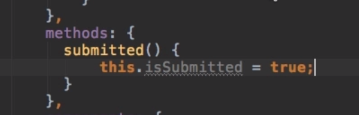 },
methods: {
submitted() {
this.isSubmitted = true;
}
},